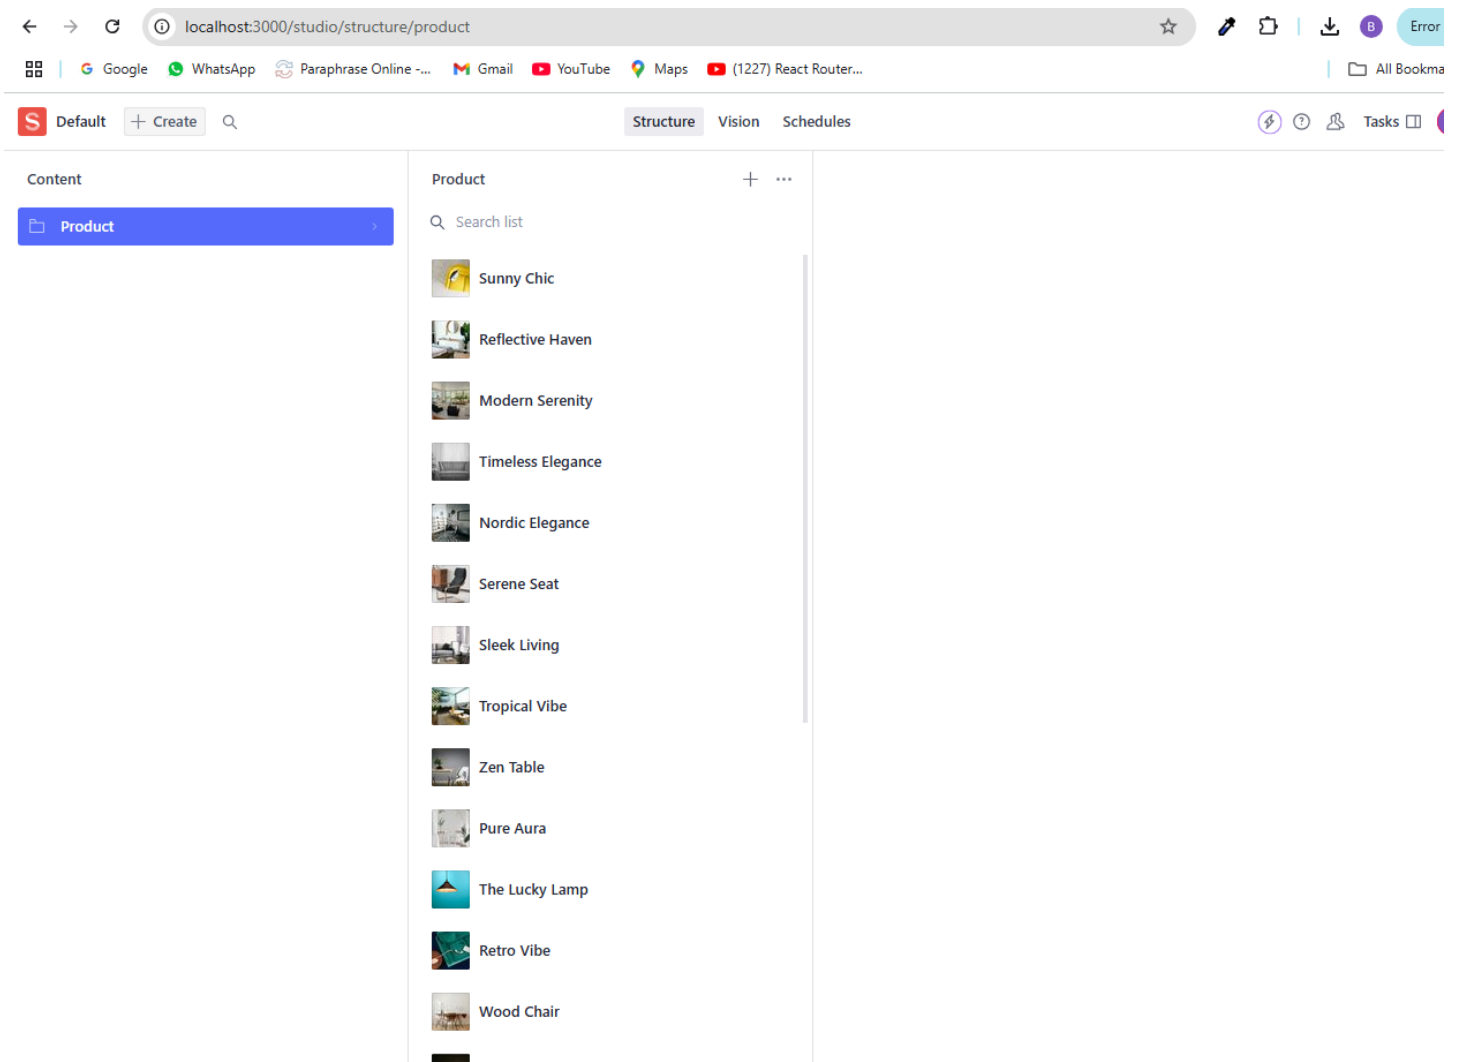 localhost:3000/studio/structure/product
B
Error
Google
WhatsApp
Paraphrase Online -...
Gmail
YouTube
Maps
(1227) React Router...
All Bookma
S
Default
+ Create
Structure
Vision
Schedules
Tasks
Content
Product
Product
Search list
Sunny Chic
Reflective Haven
Modern Serenity
Timeless Elegance
Nordic Elegance
Serene Seat
Sleek Living
Tropical Vibe
Zen Table
Pure Aura
The Lucky Lamp
Retro Vibe
Wood Chair